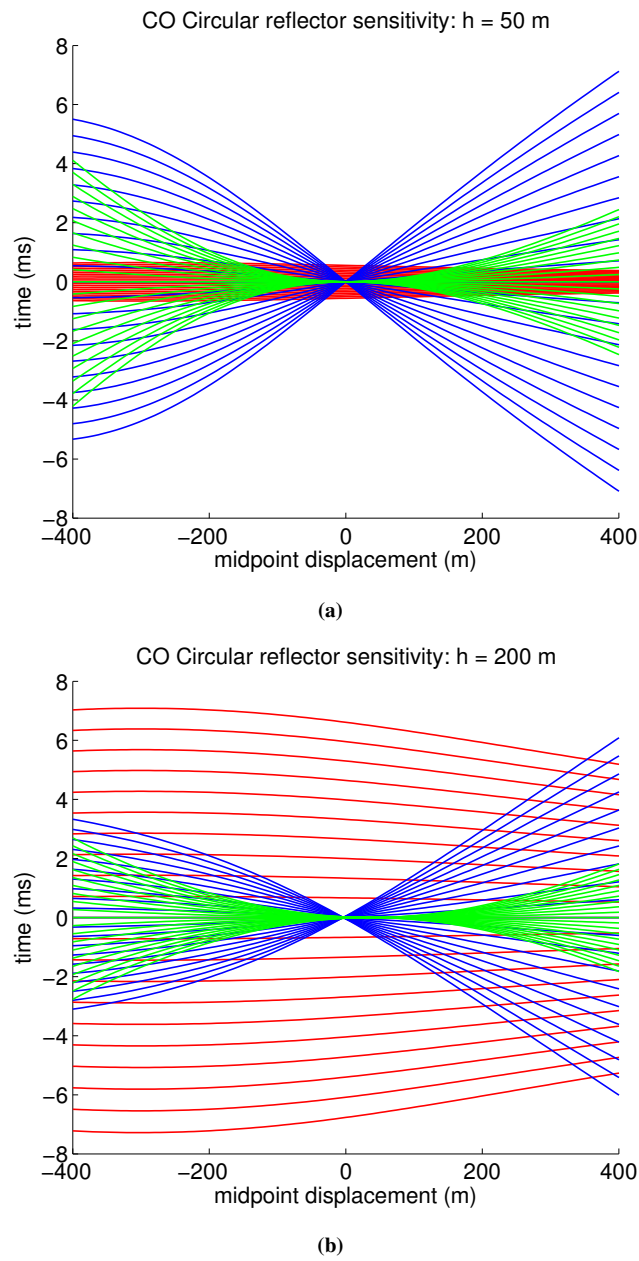 CO Circular reflector sensitivity: h = 50 m
8
6
4
2
0
−2
−4
−6
−8
time (ms)
−400 −200 0 200 400
midpoint displacement (m)
(a)
CO Circular reflector sensitivity: h = 200 m
8
6
4
2
0
−2
−4
−6
−8
time (ms)
−400 −200 0 200 400
midpoint displacement (m)
(b)